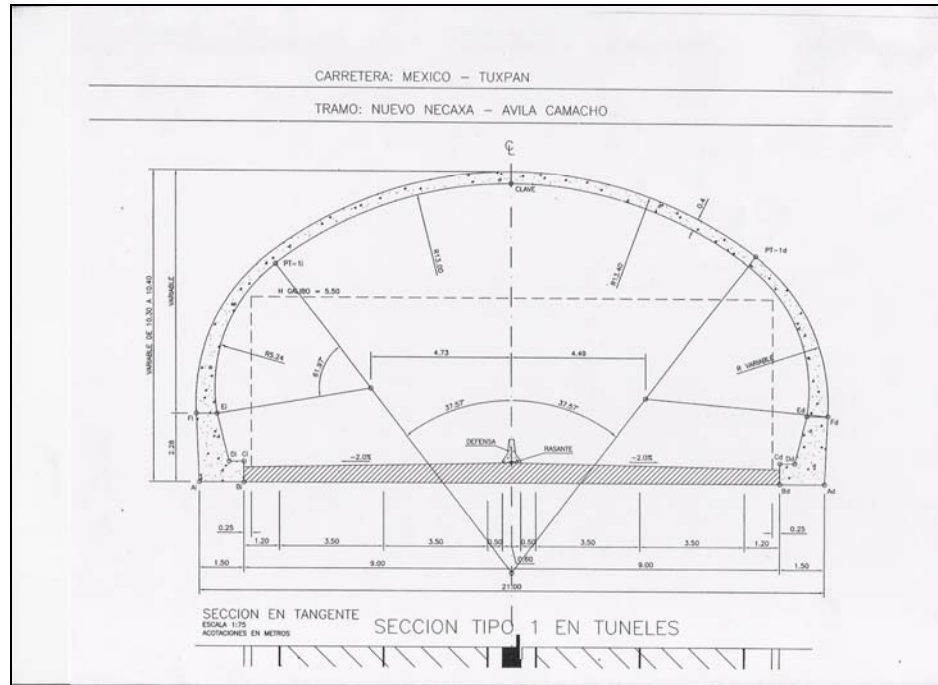 CARRETERA: MEXICO - TUXPAN
TRAMO: NUEVO NECAXA - AVILA CAMACHO
CL
CLAVE
0.4
PT-1i
PT-1d
R13.00
R13.40
H GALIBO = 5.50
VARIABLE DE 10.30 A 10.40
VARIABLE
R5.24
61.97°
4.73
4.49
R VARIABLE
37.57°
37.57°
Fi
Ei
Ed
Fd
2.28
DEFENSA
RASANTE
-2.0%
-2.0%
Di
Ci
Cd
Dd
Ai
Bi
Bd
Ad
0.25
1.20
3.50
3.50
0.50
0.50
3.50
3.50
1.20
0.25
0.60
1.50
9.00
9.00
1.50
21.00
SECCION EN TANGENTE
ESCALA 1:75
ACOTACIONES EN METROS
SECCION TIPO 1 EN TUNELES